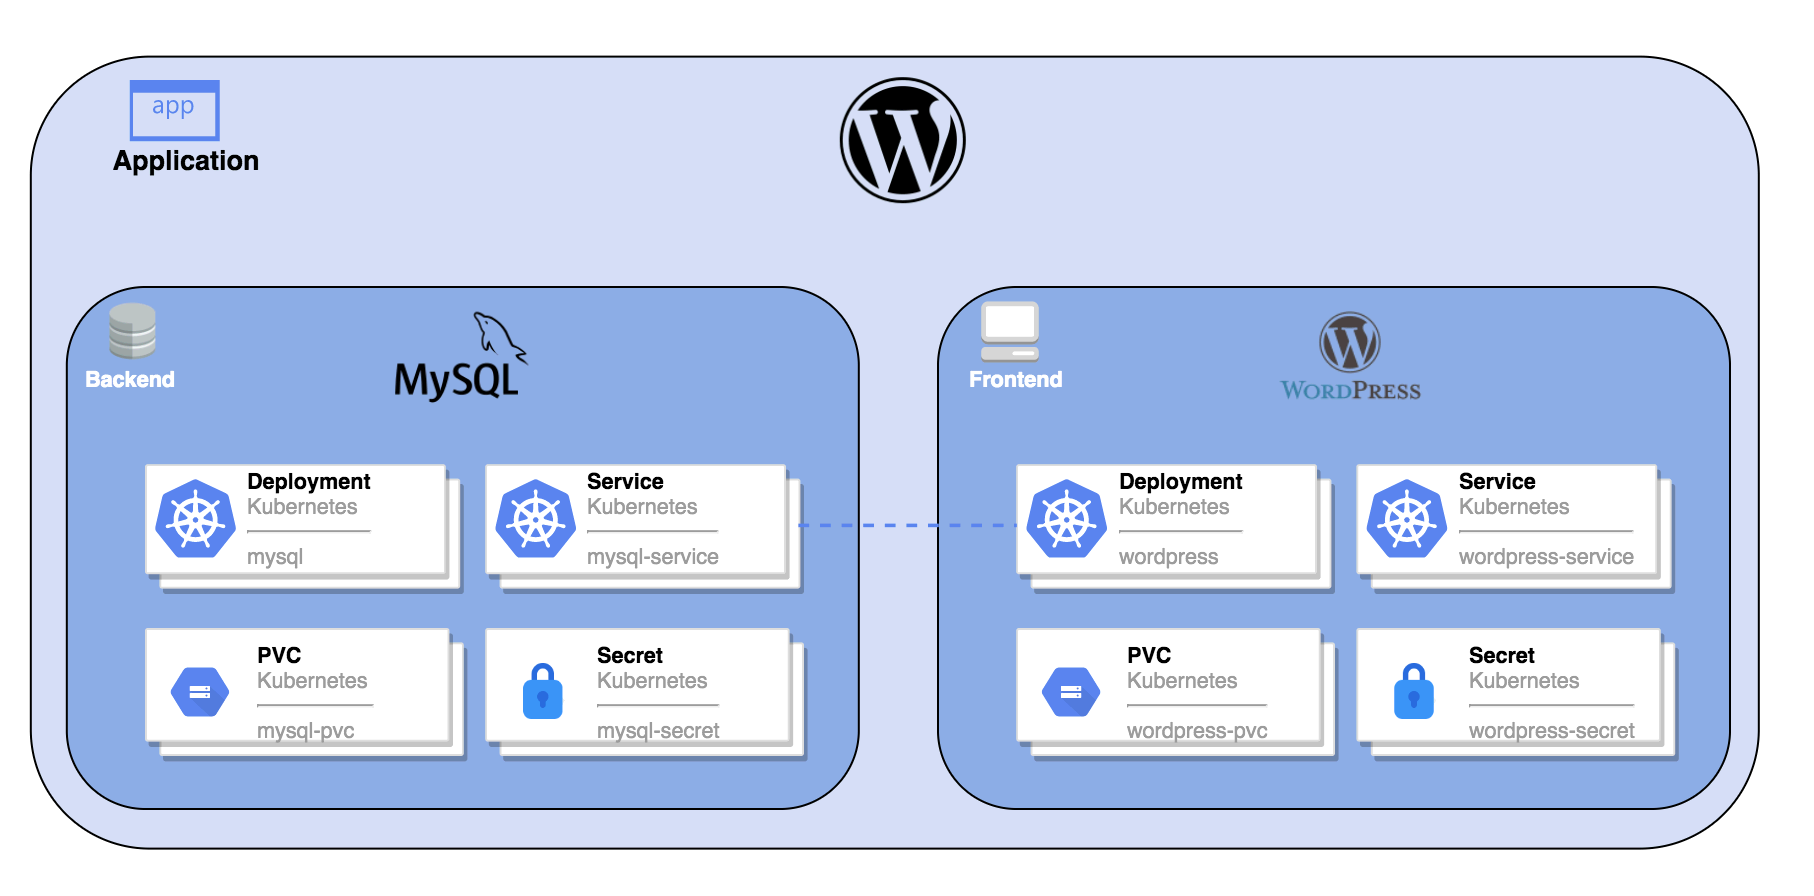 app
Application
Backend
MySQL
Deployment
Kubernetes
mysql
Service
Kubernetes
mysql-service
PVC
Kubernetes
mysql-pvc
Secret
Kubernetes
mysql-secret
Frontend
WORDPRESS
Deployment
Kubernetes
wordpress
Service
Kubernetes
wordpress-service
PVC
Kubernetes
wordpress-pvc
Secret
Kubernetes
wordpress-secret